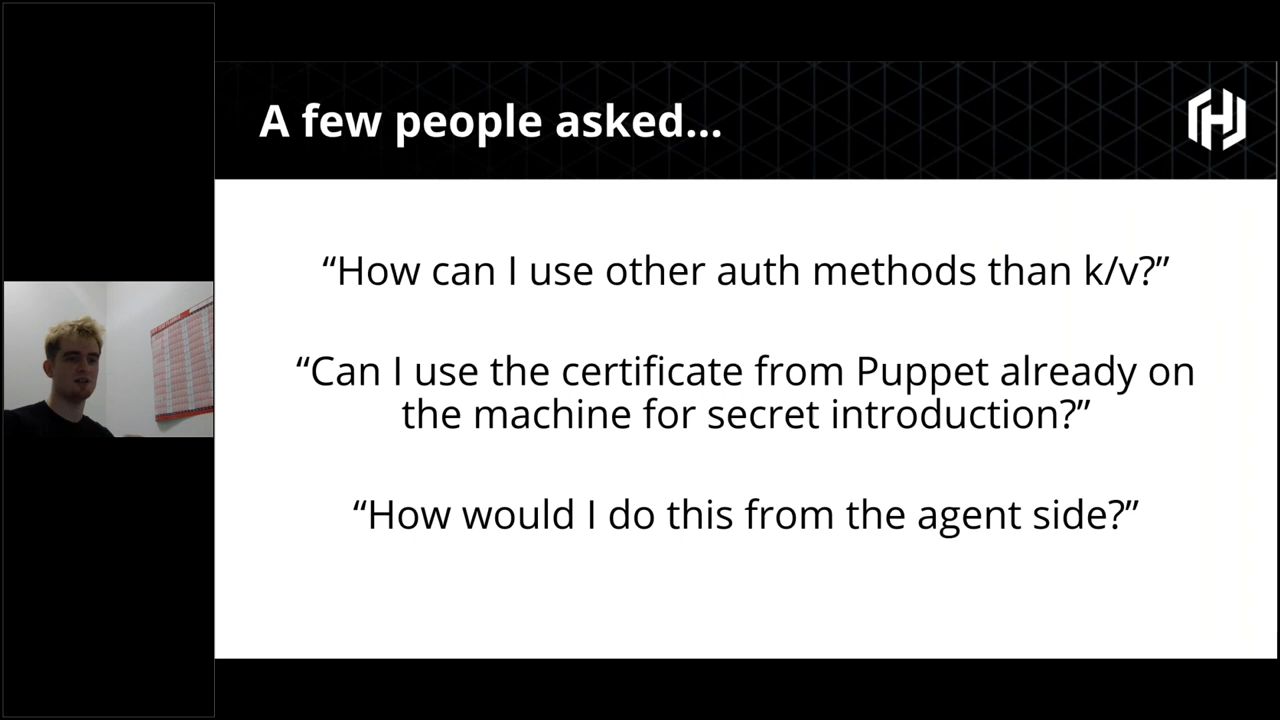 A few people asked...
“How can I use other auth methods than k/v?”
“Can I use the certificate from Puppet already on
the machine for secret introduction?”
“How would I do this from the agent side?”